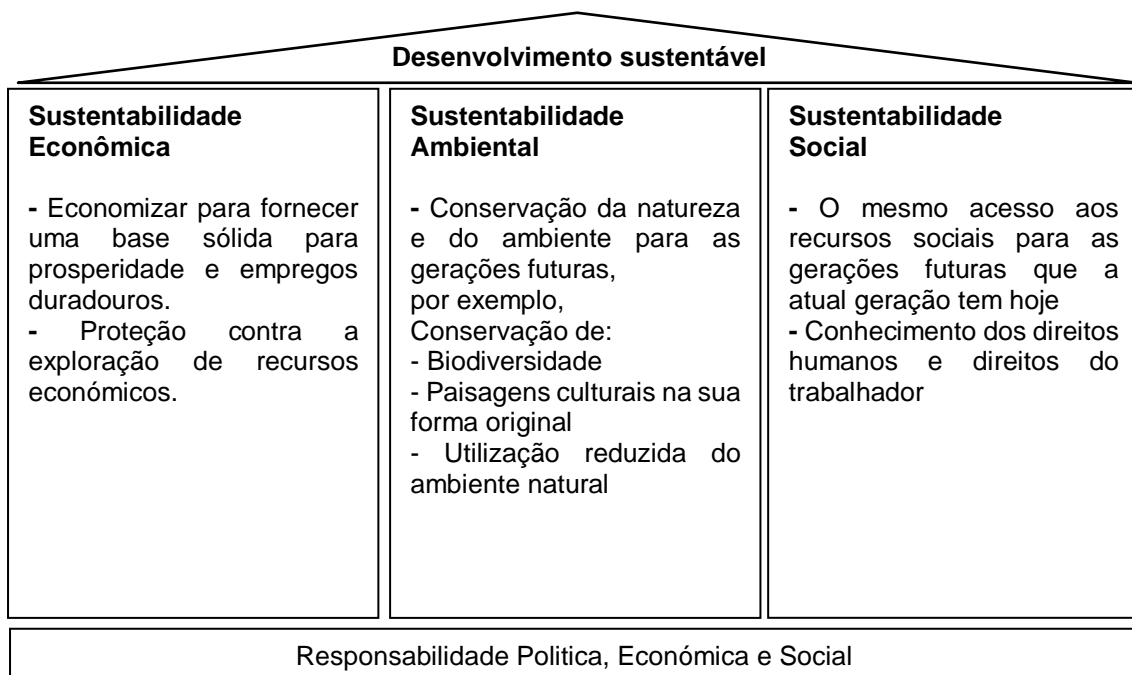 Desenvolvimento sustentável
Sustentabilidade
Econômica
- Economizar para fornecer
uma base sólida para
prosperidade e empregos
duradouros.
- Proteção contra a
exploração de recursos
económicos.
Sustentabilidade
Ambiental
- Conservação da natureza
e do ambiente para as
gerações futuras,
por exemplo,
Conservação de:
- Biodiversidade
- Paisagens culturais na sua
forma original
- Utilização reduzida do
ambiente natural
Sustentabilidade
Social
- O mesmo acesso aos
recursos sociais para as
gerações futuras que a
atual geração tem hoje
- Conhecimento dos direitos
humanos e direitos do
trabalhador
Responsabilidade Politica, Económica e Social